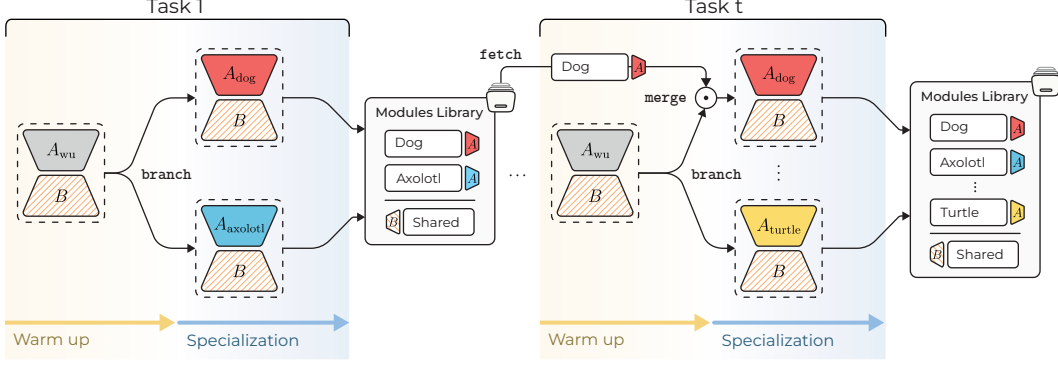 Task 1
A_wu
B
branch
A_dog
B
A_axolotl
B
Warm up
Specialization
Modules Library
Dog
A
Axolotl
A
B
Shared
...
fetch
Dog
A
merge
Task t
A_wu
B
branch
A_dog
B
⋮
A_turtle
B
Warm up
Specialization
Modules Library
Dog
A
Axolotl
A
⋮
Turtle
A
B
Shared